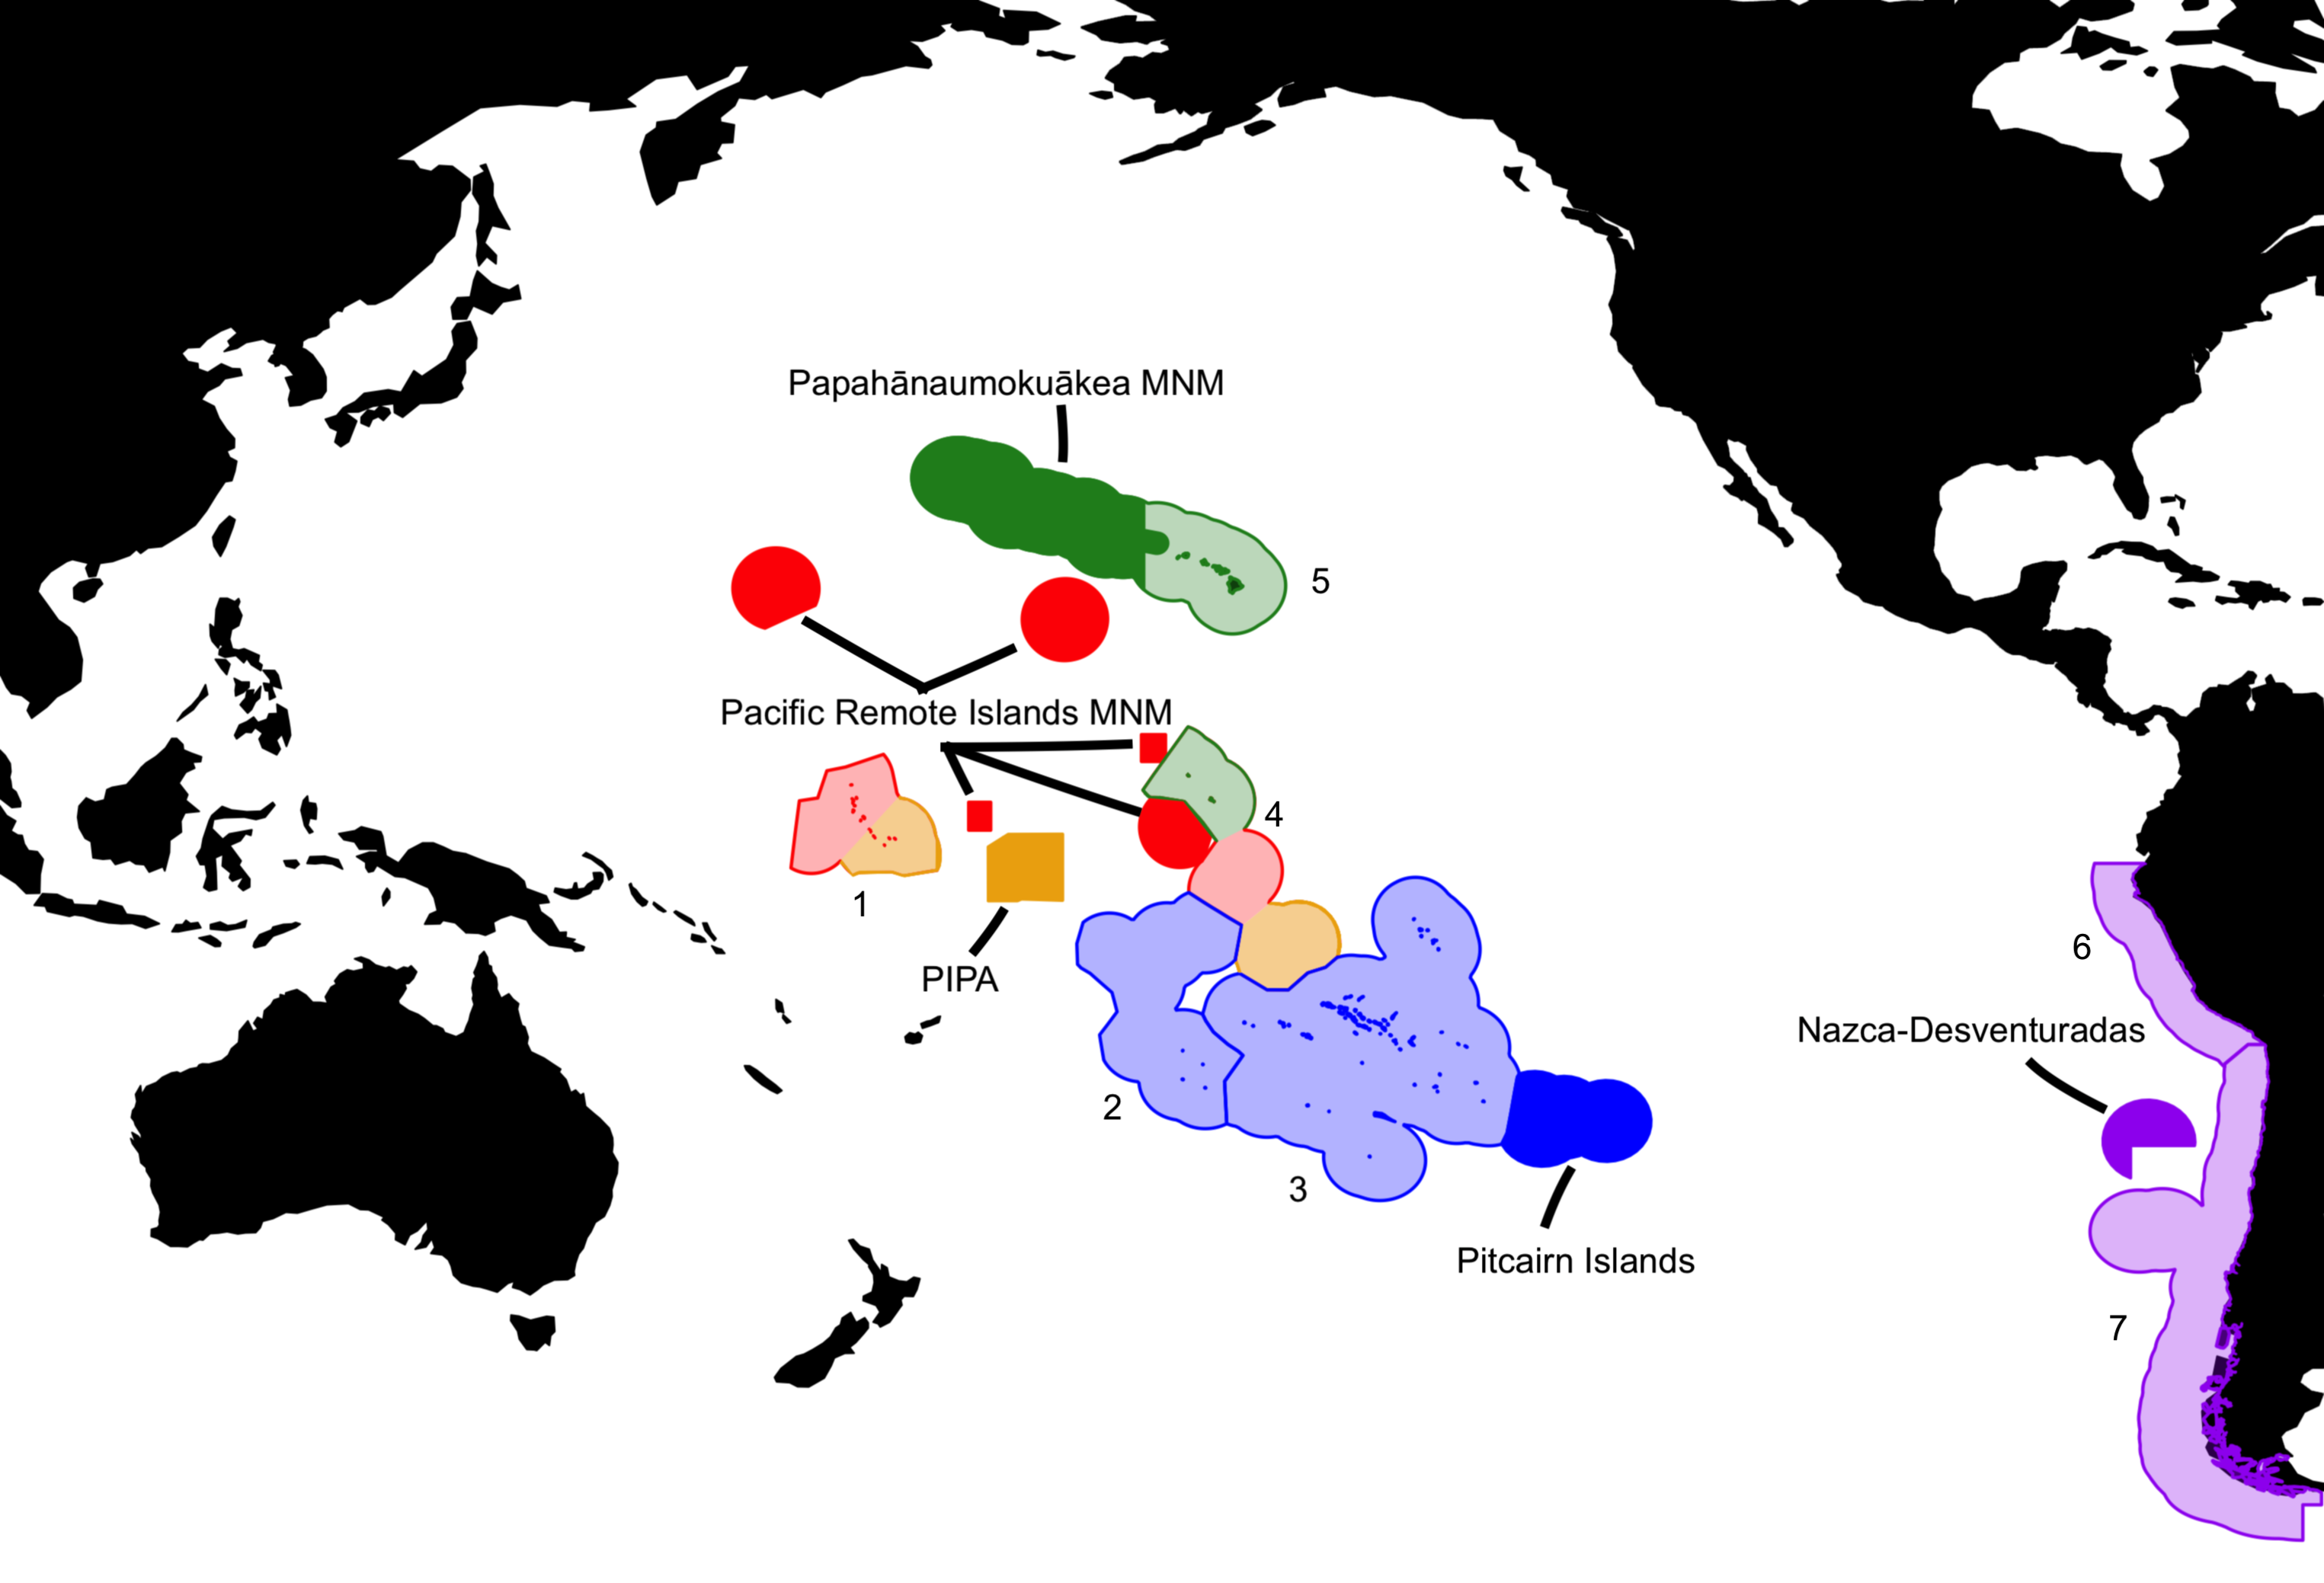 Papahānaumokuākea MNM
5
Pacific Remote Islands MNM
4
1
6
PIPA
Nazca-Desventuradas
2
3
Pitcairn Islands
7